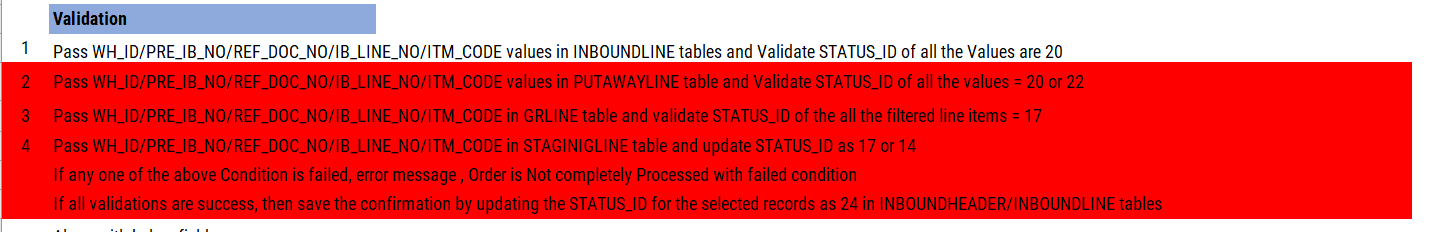 Validation
1 Pass WH_ID/PRE_IB_NO/REF_DOC_NO/IB_LINE_NO/ITM_CODE values in INBOUNDLINE tables and Validate STATUS_ID of all the Values are 20
2 Pass WH_ID/PRE_IB_NO/REF_DOC_NO/IB_LINE_NO/ITM_CODE values in PUTAWAYLINE table and Validate STATUS_ID of all the values = 20 or 22
3 Pass WH_ID/PRE_IB_NO/REF_DOC_NO/IB_LINE_NO/ITM_CODE in GRLINE table and validate STATUS_ID of the all the filtered line items = 17
4 Pass WH_ID/PRE_IB_NO/REF_DOC_NO/IB_LINE_NO/ITM_CODE in STAGINIGLINE table and update STATUS_ID as 17 or 14
If any one of the above Condition is failed, error message , Order is Not completely Processed with failed condition
If all validations are success, then save the confirmation by updating the STATUS_ID for the selected records as 24 in INBOUNDHEADER/INBOUNDLINE tables